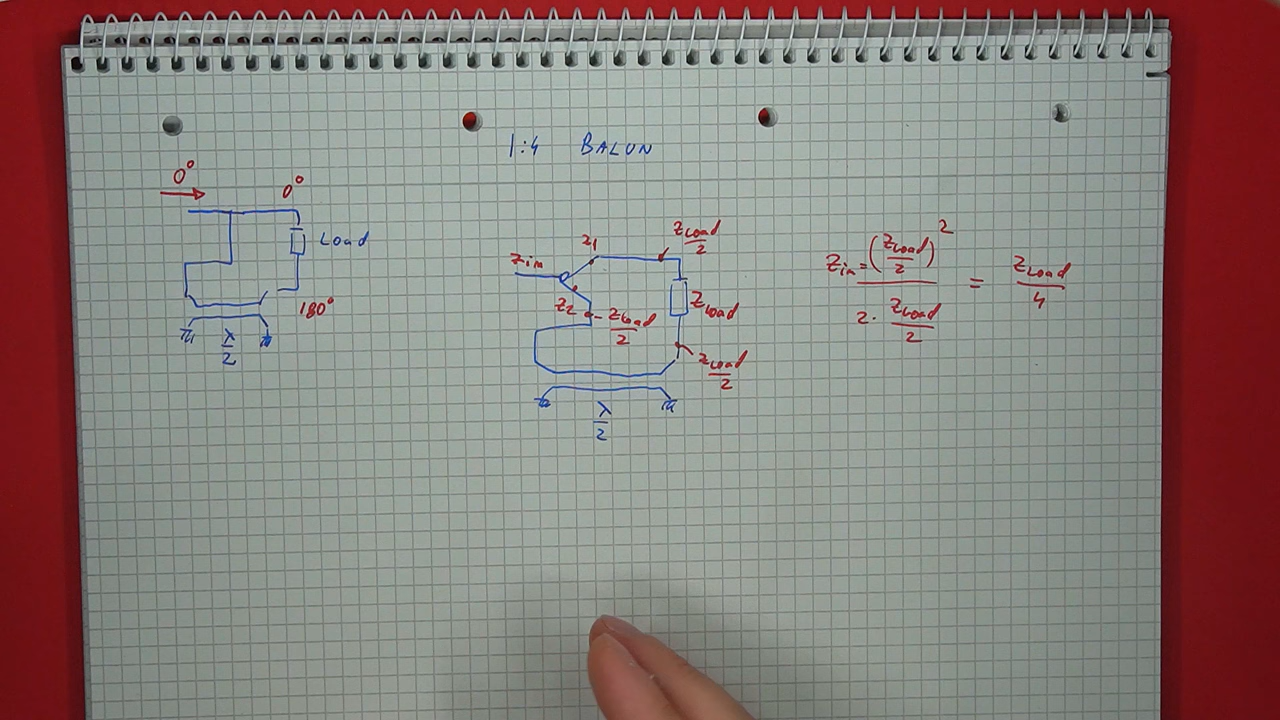 1:4 BALUN
0° 0°
Load
180°
λ/2
Zin Z1 ZLoad/2
Z2 ZLoad/2 ZLoad
ZLoad/2
λ/2
Zin = (ZLoad/2)² / 2 · ZLoad/2 = ZLoad/4